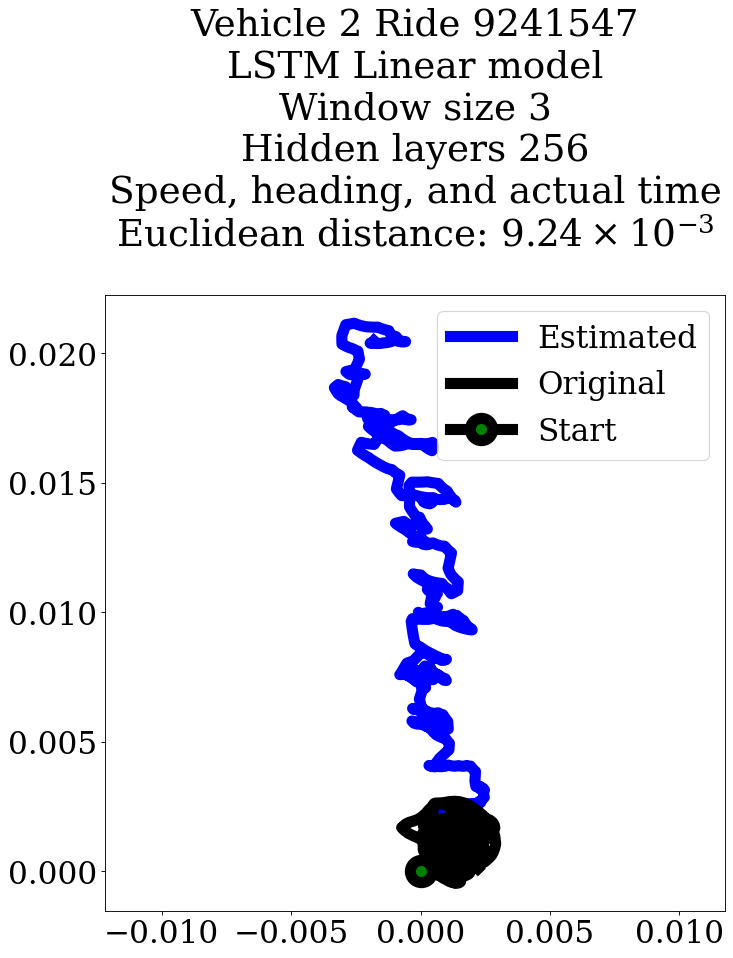 Vehicle 2 Ride 9241547
LSTM Linear model
Window size 3
Hidden layers 256
Speed, heading, and actual time
Euclidean distance: 9.24 × 10⁻³
Estimated
Original
Start
0.020
0.015
0.010
0.005
0.000
−0.010 −0.005 0.000 0.005 0.010